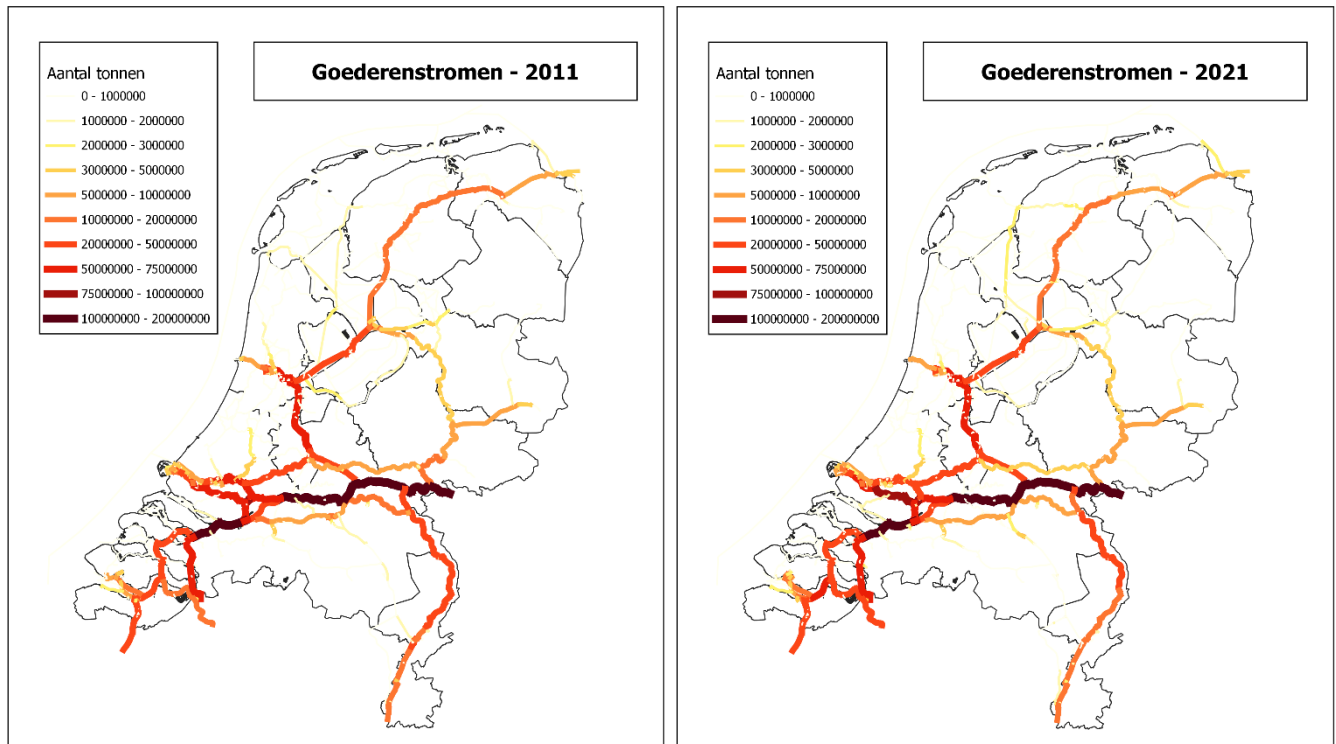 Goederenstromen - 2011
Aantal tonnen
0 - 1000000
1000000 - 2000000
2000000 - 3000000
3000000 - 5000000
5000000 - 10000000
10000000 - 20000000
20000000 - 50000000
50000000 - 75000000
75000000 - 100000000
100000000 - 200000000
Goederenstromen - 2021
Aantal tonnen
0 - 1000000
1000000 - 2000000
2000000 - 3000000
3000000 - 5000000
5000000 - 10000000
10000000 - 20000000
20000000 - 50000000
50000000 - 75000000
75000000 - 100000000
100000000 - 200000000